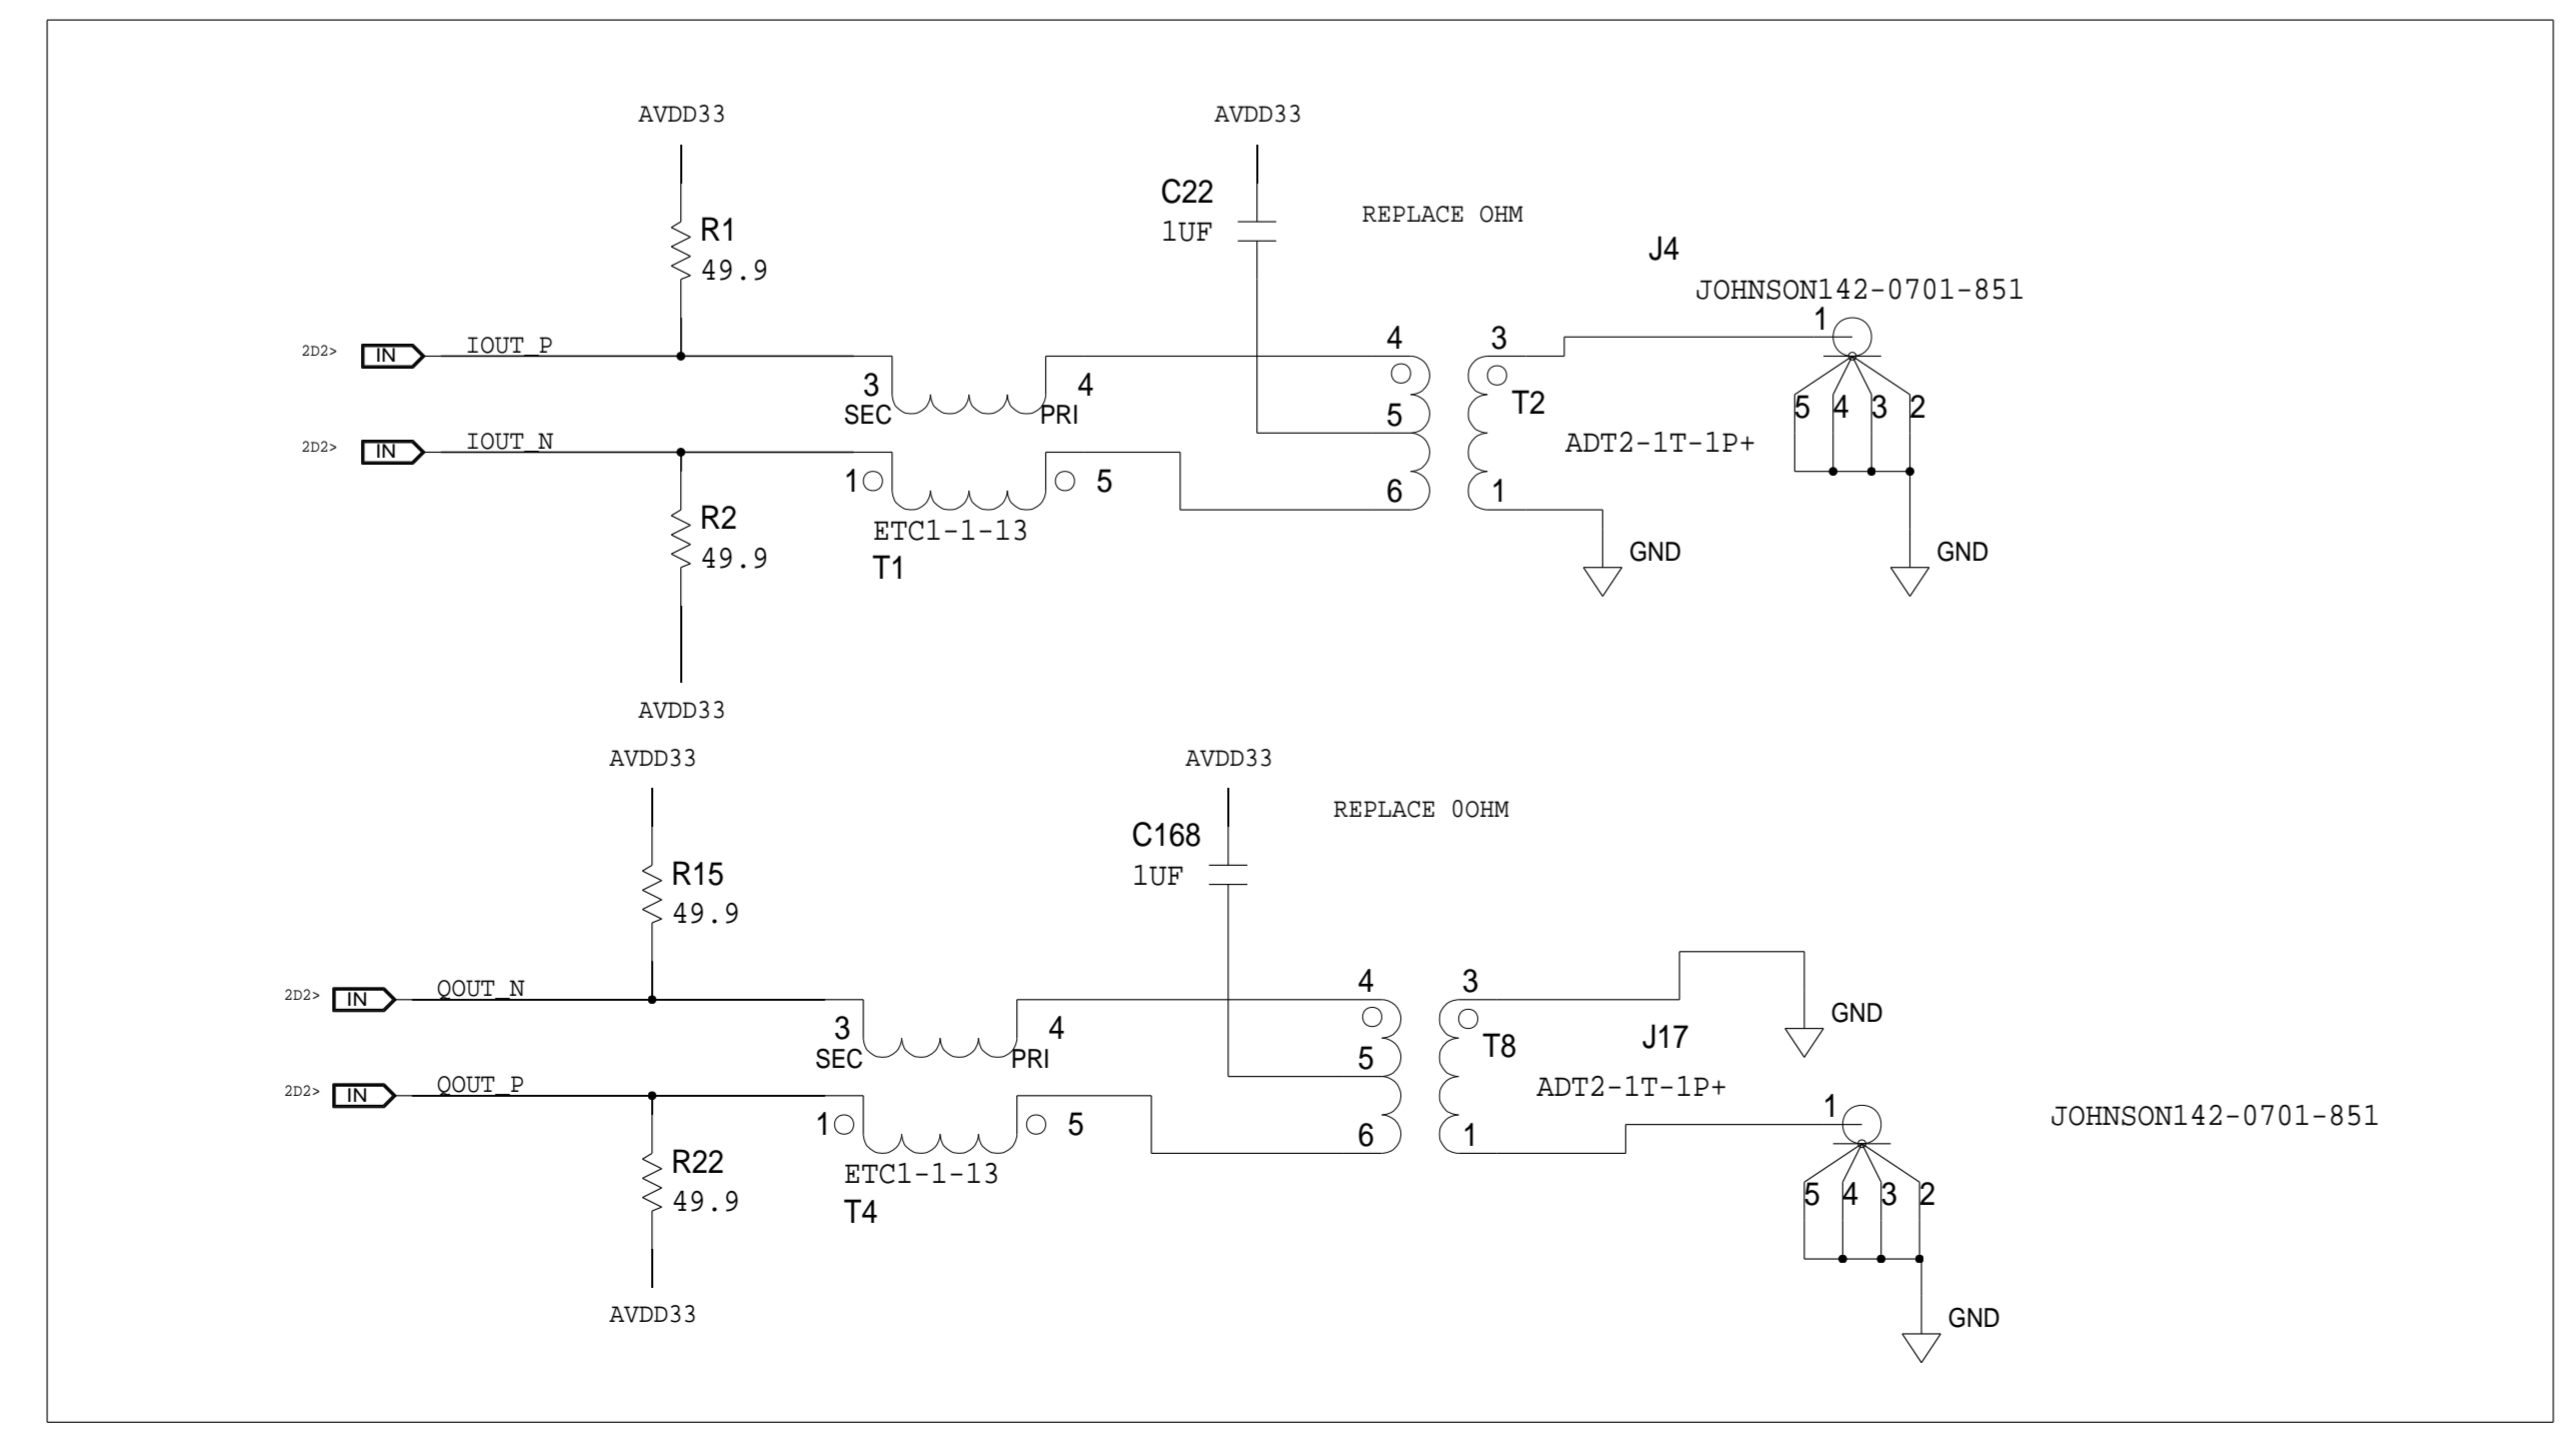 AVDD33 AVDD33
C22
1UF REPLACE OHM
R1
49.9
J4
JOHNSON142-0701-851
2D2> IN IOUT_P
3 4 4 3 1
SEC PRI 5 T2 5 4 3 2
2D2> IN IOUT_N ADT2-1T-1P+
1 5 6 1
R2
49.9
ETC1-1-13
T1
GND GND
AVDD33
AVDD33 AVDD33
REPLACE 0OHM
C168
1UF
R15
49.9
2D2> IN QOUT_N 4 3
GND
3 4 T8 J17
SEC PRI 5
2D2> IN QOUT_P ADT2-1T-1P+
1 JOHNSON142-0701-851
1 5 6 1
R22
49.9
ETC1-1-13
T4
5 4 3 2
AVDD33 GND